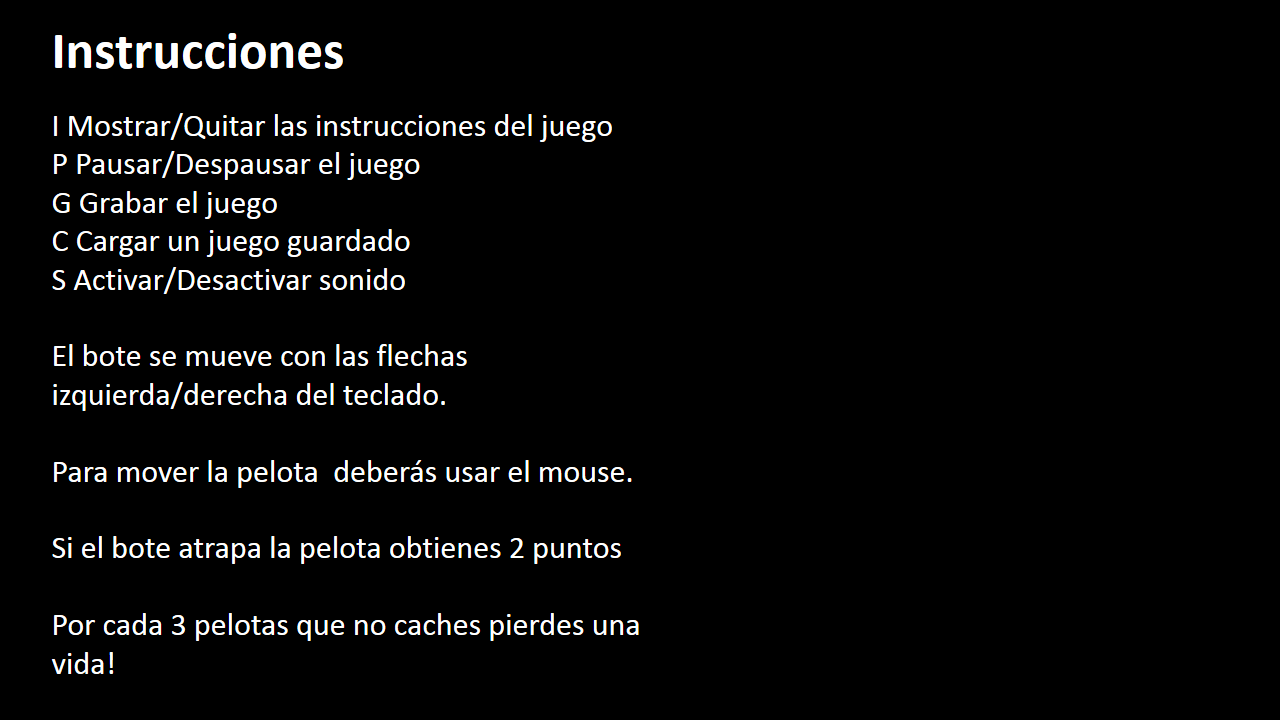 Instrucciones
I Mostrar/Quitar las instrucciones del juego
P Pausar/Despausar el juego
G Grabar el juego
C Cargar un juego guardado
S Activar/Desactivar sonido
El bote se mueve con las flechas
izquierda/derecha del teclado.
Para mover la pelota  deberás usar el mouse.
Si el bote atrapa la pelota obtienes 2 puntos
Por cada 3 pelotas que no caches pierdes una
vida!